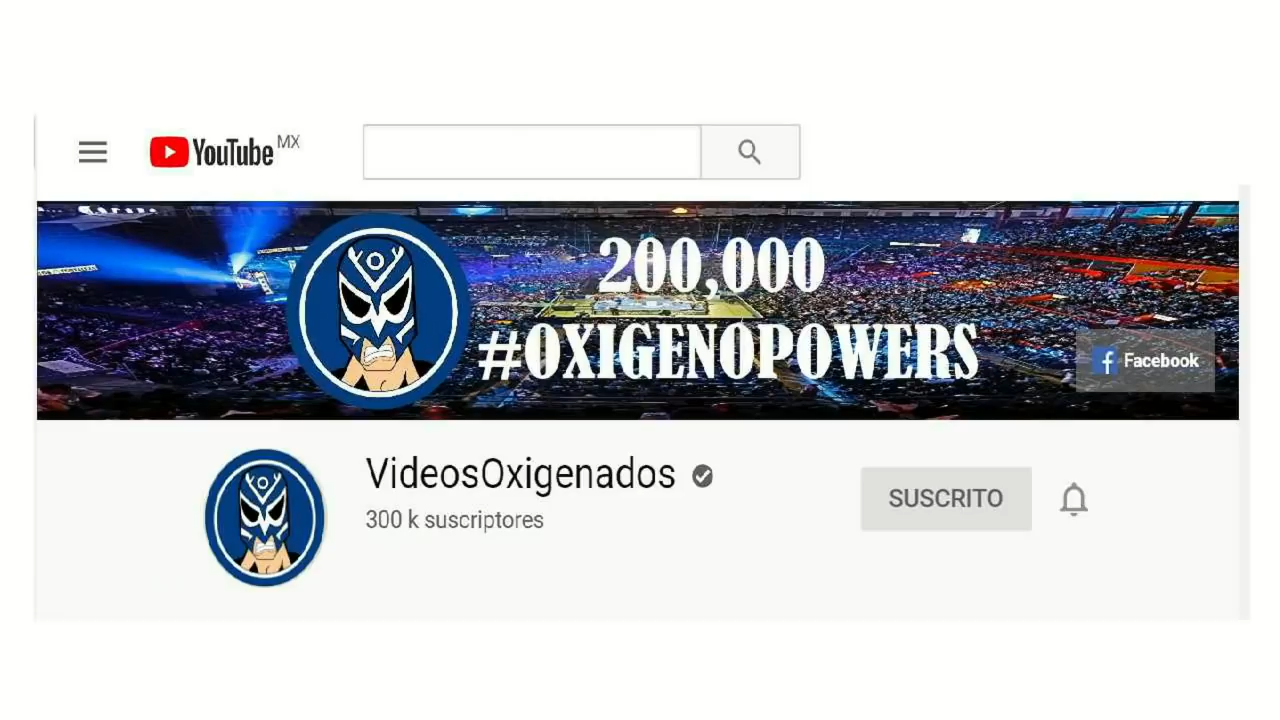 YouTube MX
200,000
#OXIGENOPOWERS
Facebook
VideosOxigenados
300 k suscriptores
SUSCRITO